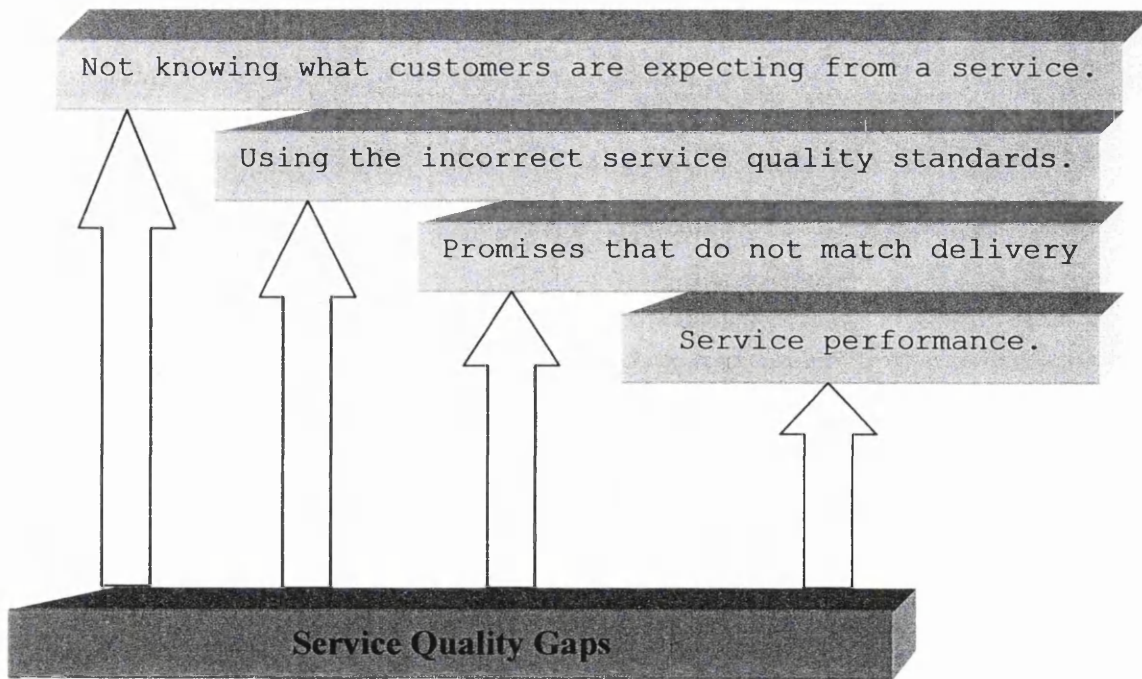 Not knowing what customers are expecting from a service.
Using the incorrect service quality standards.
Promises that do not match delivery
Service performance.
Service Quality Gaps